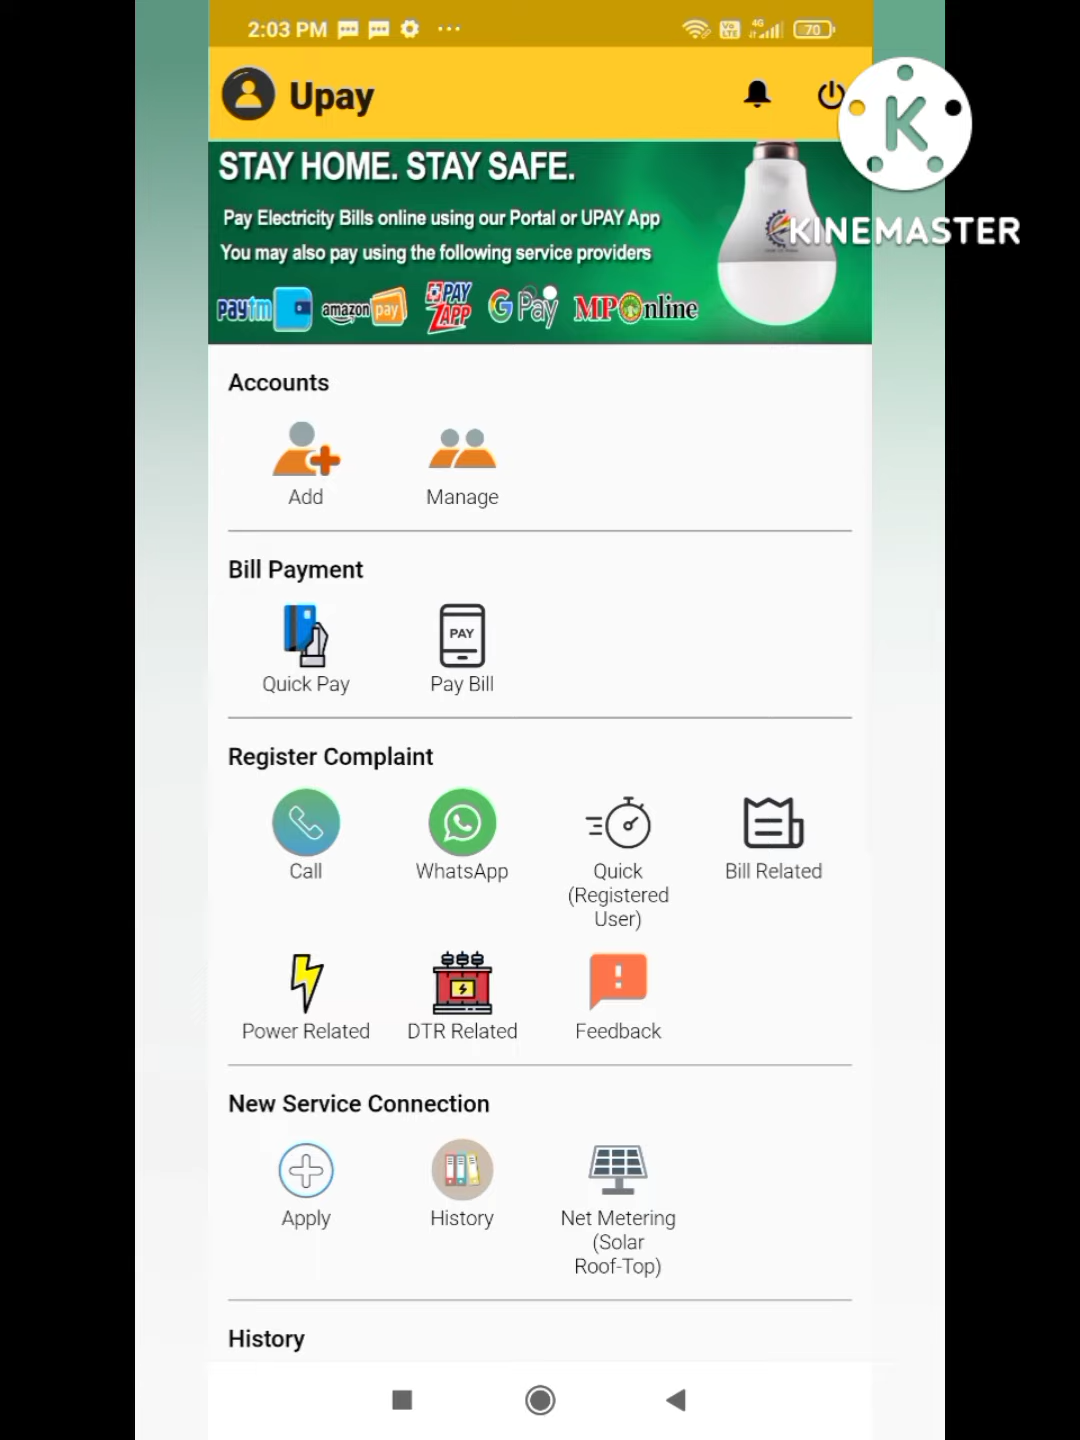 2:03 PM
Vo LTE
4G
70
Upay
K
KINEMASTER
STAY HOME. STAY SAFE.
Pay Electricity Bills online using our Portal or UPAY App
You may also pay using the following service providers
paytm
amazon pay
PAY ZAPP
G Pay
MPOnline
Accounts
Add
Manage
Bill Payment
PAY
Quick Pay
Pay Bill
Register Complaint
Call
WhatsApp
Quick
(Registered
User)
Bill Related
Power Related
DTR Related
Feedback
New Service Connection
Apply
History
Net Metering
(Solar
Roof-Top)
History